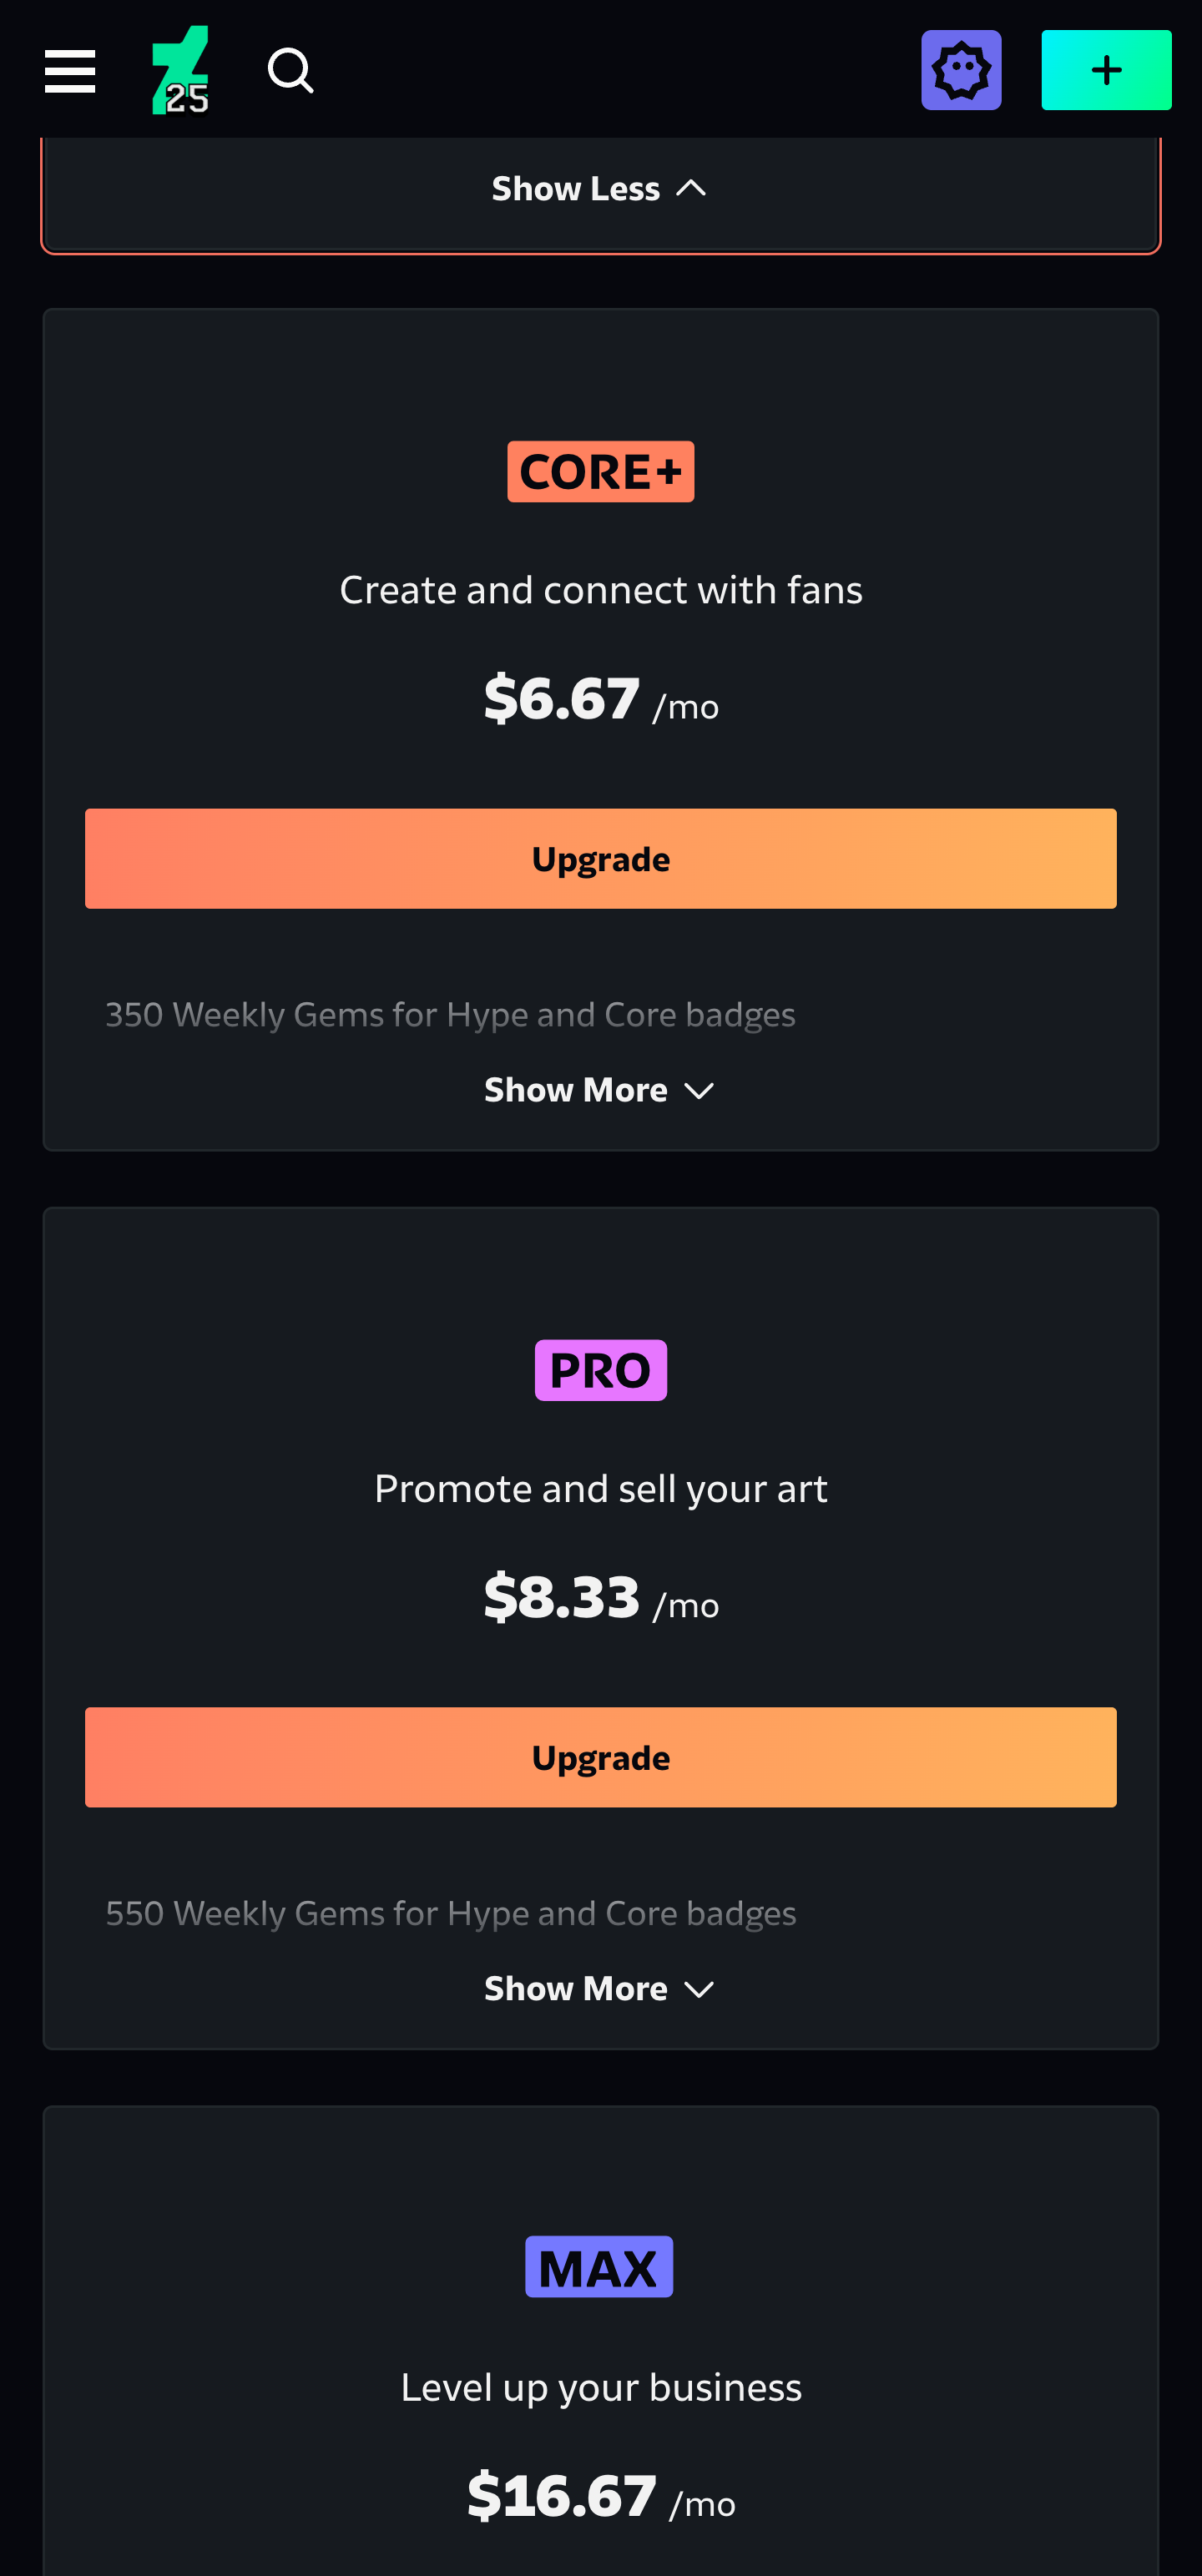 25
Show Less
CORE+
Create and connect with fans
$6.67 /mo
Upgrade
350 Weekly Gems for Hype and Core badges
Show More
PRO
Promote and sell your art
$8.33 /mo
Upgrade
550 Weekly Gems for Hype and Core badges
Show More
MAX
Level up your business
$16.67 /mo